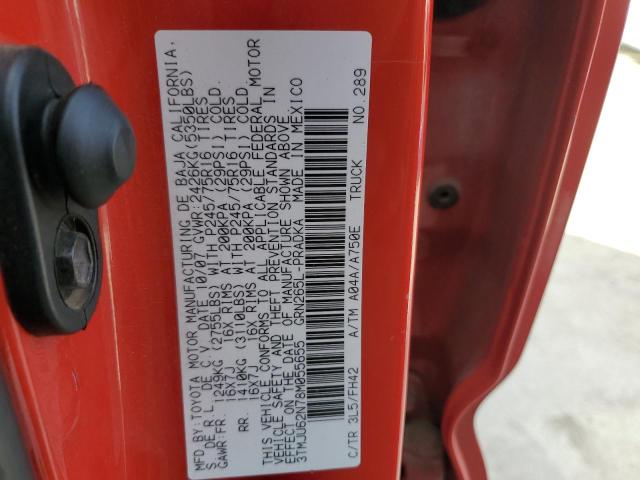 MFD.BY:TOYOTA MOTOR MANUFACTURING DE BAJA CALIFORNIA,
S.DE R.L.DE C.V. DATE 10/07 GVWR:2426KG(5350LBS)
GAWR:FR. 1249KG(2755LBS) WITH P245/75R16 TIRES
16X7J 16X RIMS AT 200KPA (29PSI) COLD.
RR. 1410KG(3110LBS) WITH P245/75R16 TIRES
16X7J 16X RIMS AT 200KPA (29PSI) COLD
THIS VEHICLE CONFORMS TO ALL APPLICABLE FEDERAL MOTOR
VEHICLE SAFETY AND THEFT PREVENTION STANDARDS IN
EFFECT ON THE DATE OF MANUFACTURE SHOWN ABOVE.
3TMJU62N78M055655 GRN265L-PRADKA MADE IN MEXICO
C/TR 3L5/FH42 A/TM A04A/A750E TRUCK NO.289